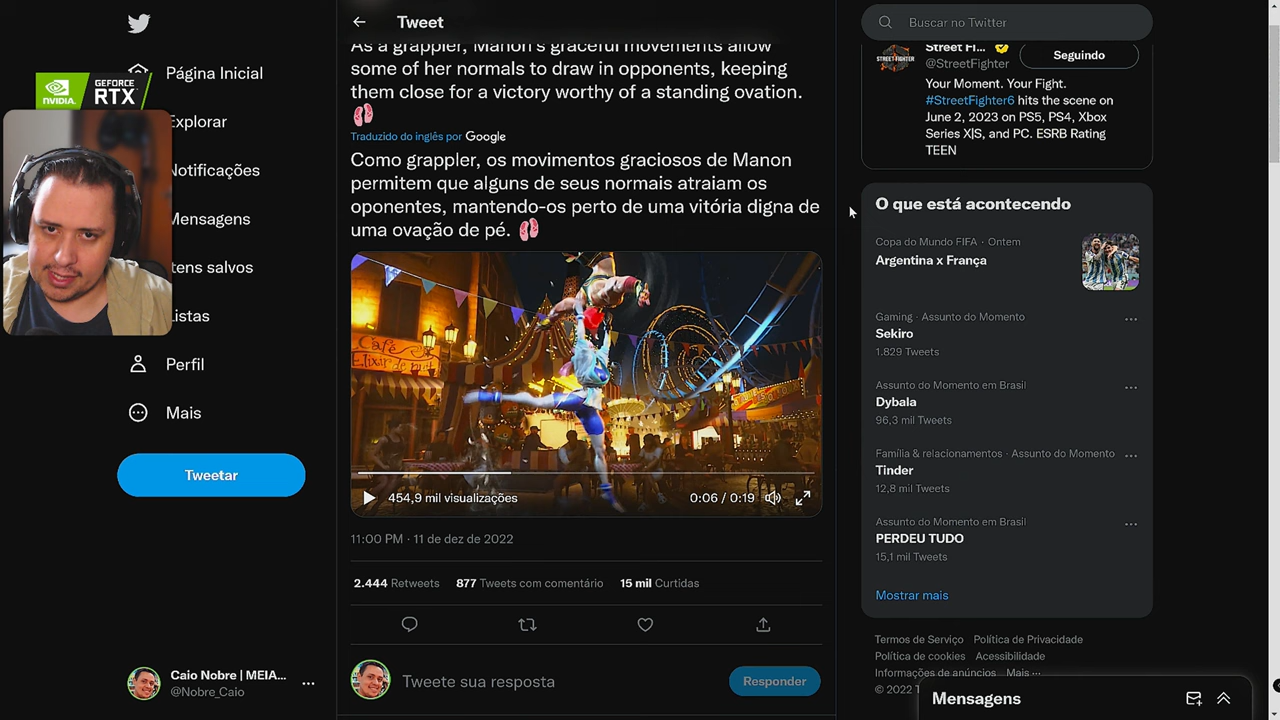 Tweet
Buscar no Twitter
As a grappler, Manon's graceful movements allow
some of her normals to draw in opponents, keeping
them close for a victory worthy of a standing ovation.
Traduzido do inglês por Google
Como grappler, os movimentos graciosos de Manon
permitem que alguns de seus normais atraiam os
oponentes, mantendo-os perto de uma vitória digna de
uma ovação de pé.
Café
Elixir de
454,9 mil visualizações
0:06 / 0:19
11:00 PM · 11 de dez de 2022
2.444 Retweets 877 Tweets com comentário 15 mil Curtidas
Tweete sua resposta
Responder
NVIDIA.
GEFORCE
RTX
Página Inicial
Explorar
Notificações
Mensagens
Itens salvos
Listas
Perfil
Mais
Tweetar
Caio Nobre | MEIA...
@Nobre_Caio
Street Fi...
@StreetFighter
Seguindo
Your Moment. Your Fight.
#StreetFighter6 hits the scene on
June 2, 2023 on PS5, PS4, Xbox
Series X|S, and PC. ESRB Rating
TEEN
STREET FIGHTER
O que está acontecendo
Copa do Mundo FIFA · Ontem
Argentina x França
Gaming · Assunto do Momento
Sekiro
1.829 Tweets
Assunto do Momento em Brasil
Dybala
96,3 mil Tweets
Família & relacionamentos · Assunto do Momento
Tinder
12,8 mil Tweets
Assunto do Momento em Brasil
PERDEU TUDO
15,1 mil Tweets
Mostrar mais
Termos de Serviço Política de Privacidade
Política de cookies Acessibilidade
Informações de anúncios Mais ...
© 2022 T
Mensagens